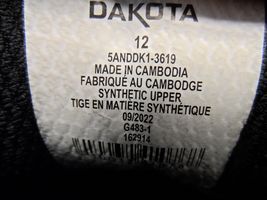 DAKOTA
12
5ANDDK1-3619
MADE IN CAMBODIA
FABRIQUÉ AU CAMBODGE
SYNTHETIC UPPER
TIGE EN MATIÈRE SYNTHÉTIQUE
09/2022
G483-1
162914